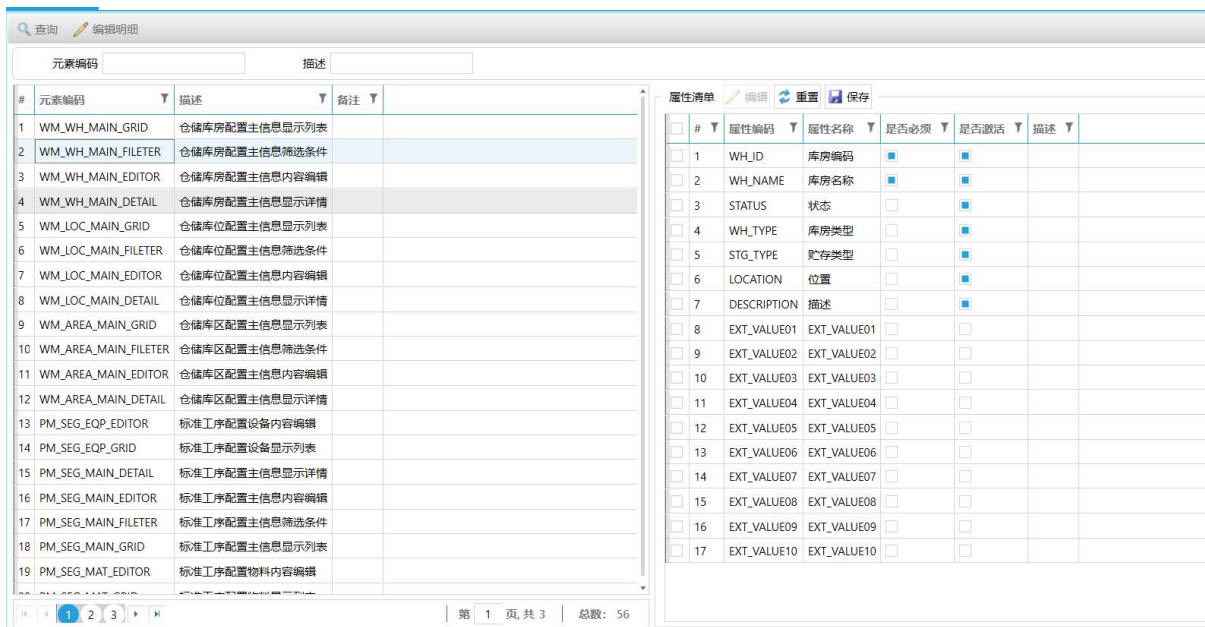 查询 编辑明细
元素编码 描述
# 元素编码 描述 备注
1 WM_WH_MAIN_GRID 仓储库房配置主信息显示列表
2 WM_WH_MAIN_FILETER 仓储库房配置主信息筛选条件
3 WM_WH_MAIN_EDITOR 仓储库房配置主信息内容编辑
4 WM_WH_MAIN_DETAIL 仓储库房配置主信息显示详情
5 WM_LOC_MAIN_GRID 仓储库位配置主信息显示列表
6 WM_LOC_MAIN_FILETER 仓储库位配置主信息筛选条件
7 WM_LOC_MAIN_EDITOR 仓储库位配置主信息内容编辑
8 WM_LOC_MAIN_DETAIL 仓储库位配置主信息显示详情
9 WM_AREA_MAIN_GRID 仓储库区配置主信息显示列表
10 WM_AREA_MAIN_FILETER 仓储库区配置主信息筛选条件
11 WM_AREA_MAIN_EDITOR 仓储库区配置主信息内容编辑
12 WM_AREA_MAIN_DETAIL 仓储库区配置主信息显示详情
13 PM_SEG_EQP_EDITOR 标准工序配置设备内容编辑
14 PM_SEG_EQP_GRID 标准工序配置设备显示列表
15 PM_SEG_MAIN_DETAIL 标准工序配置主信息显示详情
16 PM_SEG_MAIN_EDITOR 标准工序配置主信息内容编辑
17 PM_SEG_MAIN_FILETER 标准工序配置主信息筛选条件
18 PM_SEG_MAIN_GRID 标准工序配置主信息显示列表
19 PM_SEG_MAT_EDITOR 标准工序配置物料内容编辑
1 2 3 第 1 页,共 3 总数: 56
属性清单 编辑 重置 保存
# 属性编码 属性名称 是否必须 是否激活 描述
1 WH_ID 库房编码
2 WH_NAME 库房名称
3 STATUS 状态
4 WH_TYPE 库房类型
5 STG_TYPE 贮存类型
6 LOCATION 位置
7 DESCRIPTION 描述
8 EXT_VALUE01 EXT_VALUE01
9 EXT_VALUE02 EXT_VALUE02
10 EXT_VALUE03 EXT_VALUE03
11 EXT_VALUE04 EXT_VALUE04
12 EXT_VALUE05 EXT_VALUE05
13 EXT_VALUE06 EXT_VALUE06
14 EXT_VALUE07 EXT_VALUE07
15 EXT_VALUE08 EXT_VALUE08
16 EXT_VALUE09 EXT_VALUE09
17 EXT_VALUE10 EXT_VALUE10